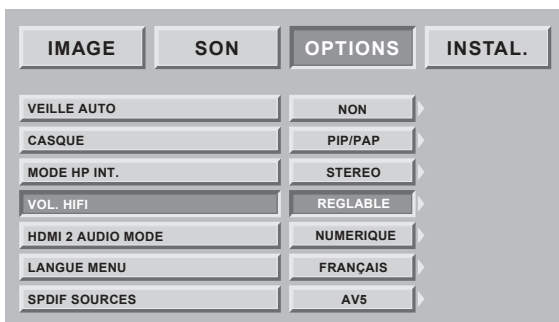 IMAGE SON OPTIONS INSTAL.
VEILLE AUTO NON
CASQUE PIP/PAP
MODE HP INT. STEREO
VOL. HIFI REGLABLE
HDMI 2 AUDIO MODE NUMERIQUE
LANGUE MENU FRANÇAIS
SPDIF SOURCES AV5